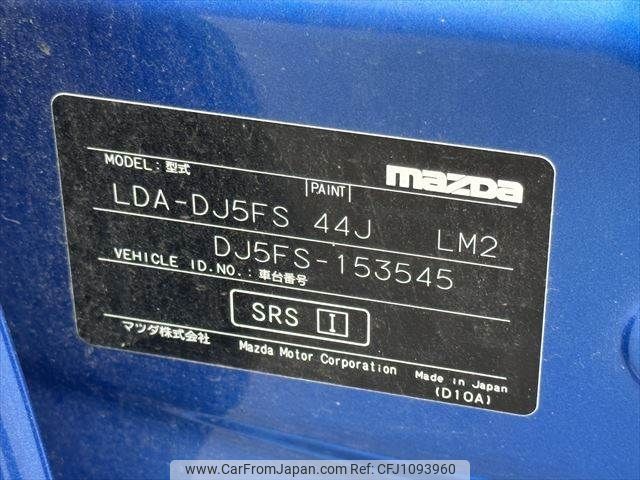 mazda
MODEL: 型式
PAINT
LDA-DJ5FS 44J LM2
DJ5FS-153545
VEHICLE ID.NO.: 車台番号
SRS I
マツダ株式会社 Mazda Motor Corporation Made in Japan
(D10A)
www.CarFromJapan.com - Ref: CFJ1093960